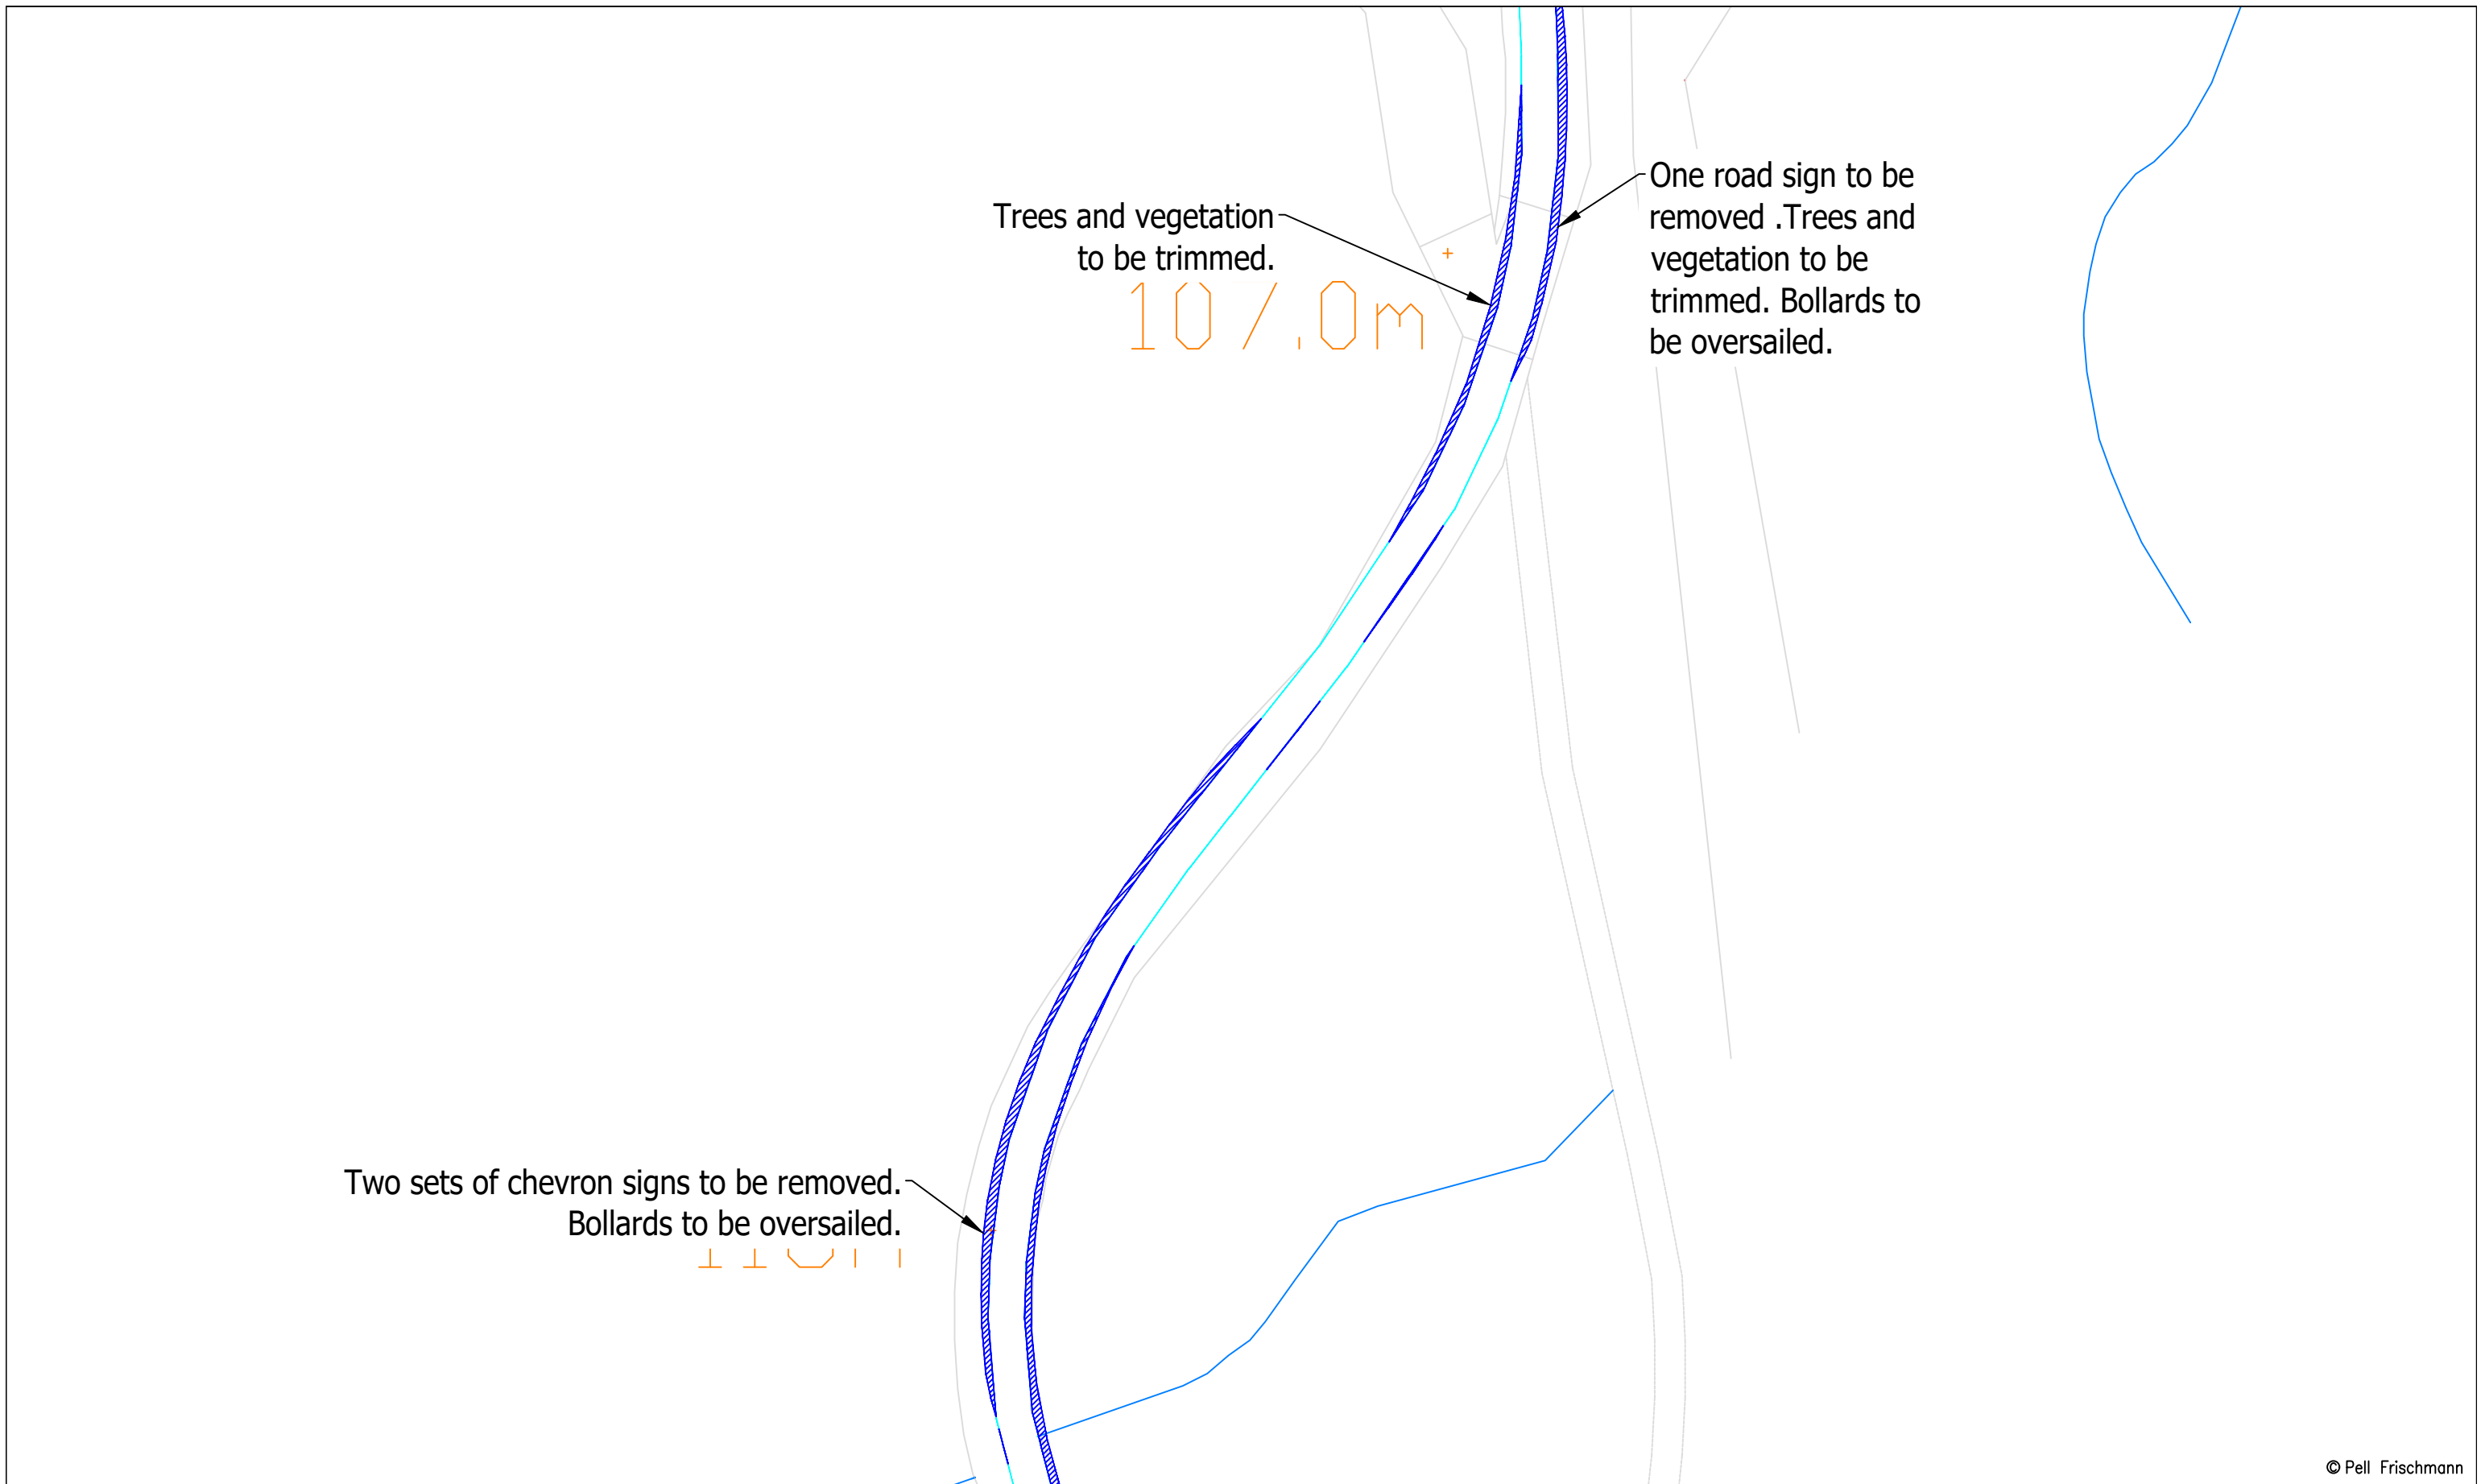 One road sign to be
removed .Trees and
vegetation to be
trimmed. Bollards to
be oversailed.
Trees and vegetation
to be trimmed.
107.0m
Two sets of chevron signs to be removed.
Bollards to be oversailed.
© Pell Frischmann